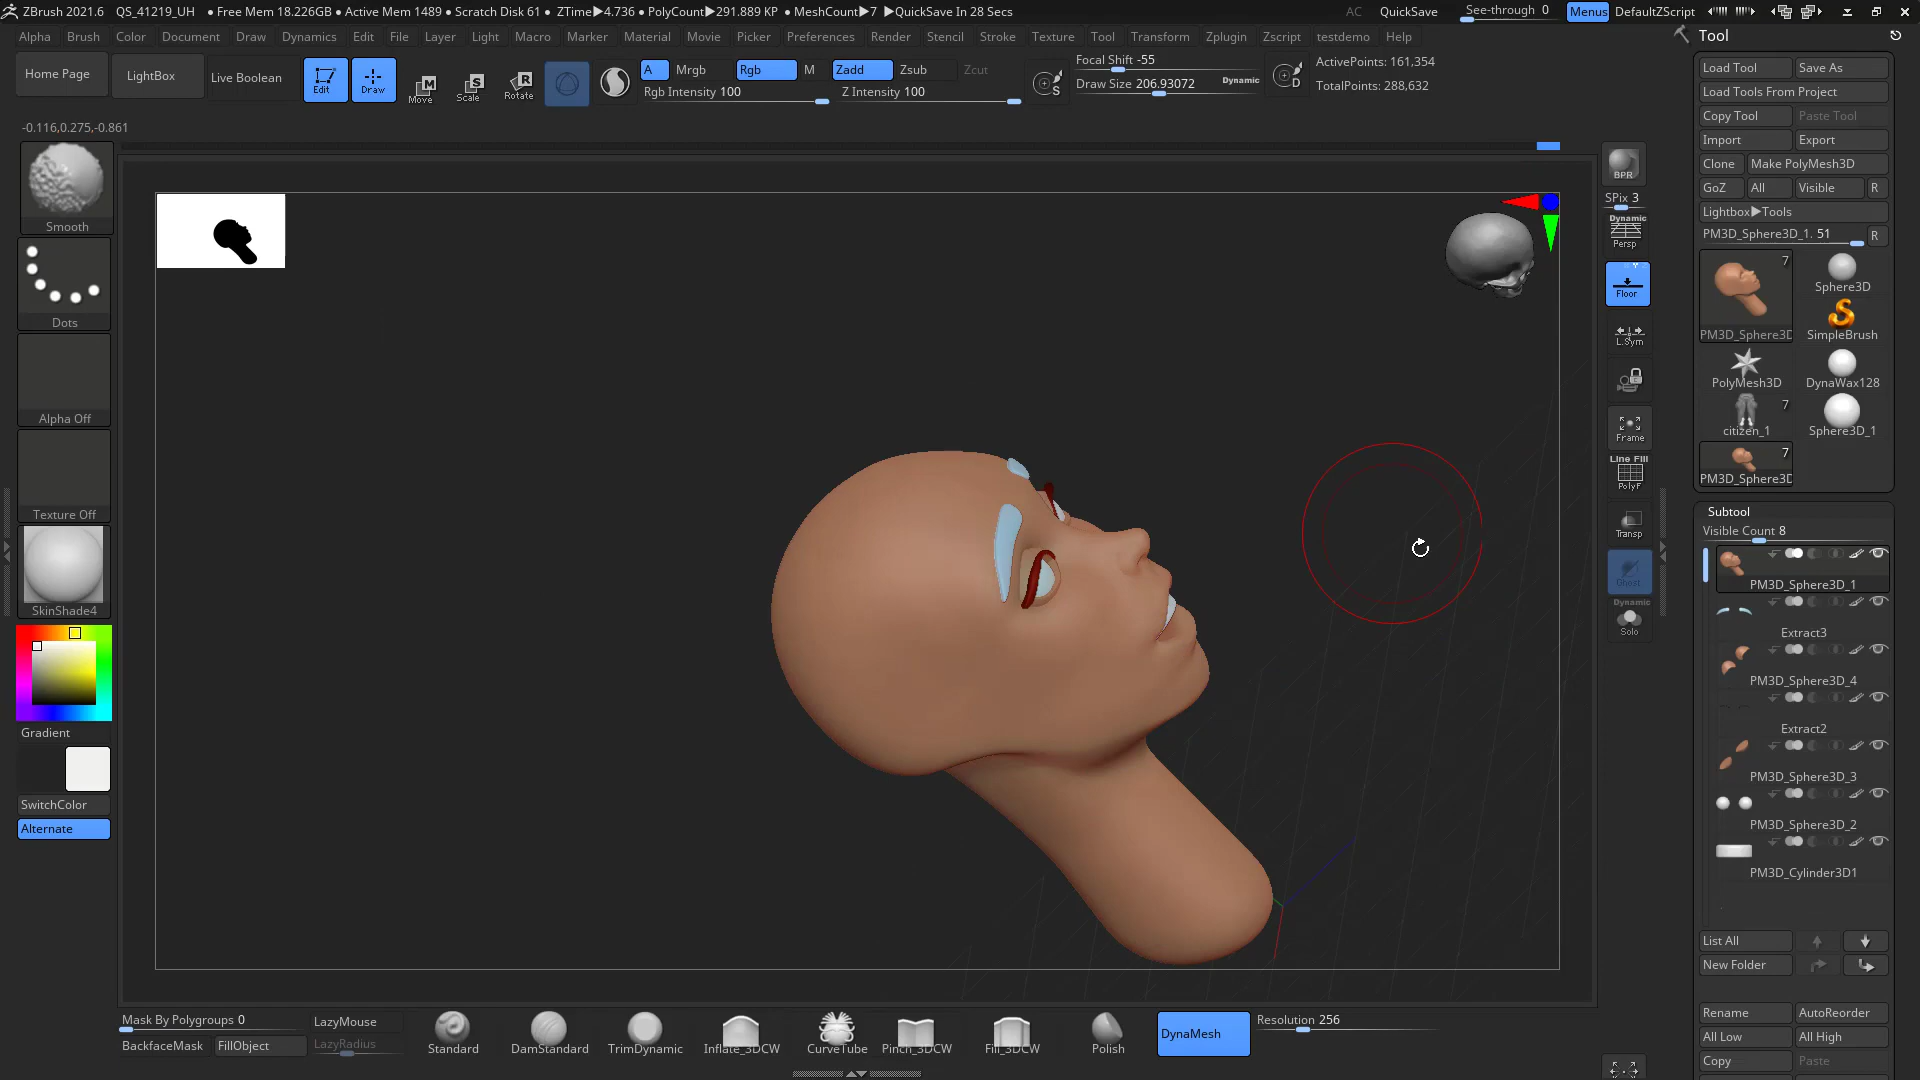 ZBrush 2021.6 QS_41219_UH • Free Mem 18.226GB • Active Mem 1489 • Scratch Disk 61 • ZTime▶4.736 • PolyCount▶291.889 KP • MeshCount▶7 ▶QuickSave In 28 Secs AC QuickSave See-through 0 Menus DefaultZScript
Alpha Brush Color Document Draw Dynamics Edit File Layer Light Macro Marker Material Movie Picker Preferences Render Stencil Stroke Texture Tool Transform Zplugin Zscript testdemo Help
Home Page LightBox Live Boolean Edit Draw Move Scale Rotate
A Mrgb Rgb M Zadd Zsub Zcut
Rgb Intensity 100 Z Intensity 100
S
Focal Shift -55
Draw Size 206.93072 Dynamic
D
ActivePoints: 161,354
TotalPoints: 288,632
-0.116,0.275,-0.861
Smooth
Dots
Alpha Off
Texture Off
SkinShade4
Gradient
SwitchColor
Alternate
BPR
SPix 3
Dynamic
Persp
Floor
L.Sym
Frame
Line Fill
PolyF
Transp
Ghost
Dynamic
Solo
Tool
Load Tool Save As
Load Tools From Project
Copy Tool Paste Tool
Import Export
Clone Make PolyMesh3D
GoZ All Visible R
Lightbox▶Tools
PM3D_Sphere3D_1. 51 R
7
Sphere3D
PM3D_Sphere3D SimpleBrush
PolyMesh3D DynaWax128
7
citizen_1 Sphere3D_1
7
PM3D_Sphere3D
Subtool
Visible Count 8
PM3D_Sphere3D_1
Extract3
PM3D_Sphere3D_4
Extract2
PM3D_Sphere3D_3
PM3D_Sphere3D_2
PM3D_Cylinder3D1
List All
New Folder
Rename AutoReorder
All Low All High
Copy Paste
Mask By Polygroups 0 LazyMouse
BackfaceMask FillObject LazyRadius
Standard DamStandard TrimDynamic Inflate_3DCW CurveTube Pinch_3DCW Fill_3DCW Polish
DynaMesh
Resolution 256